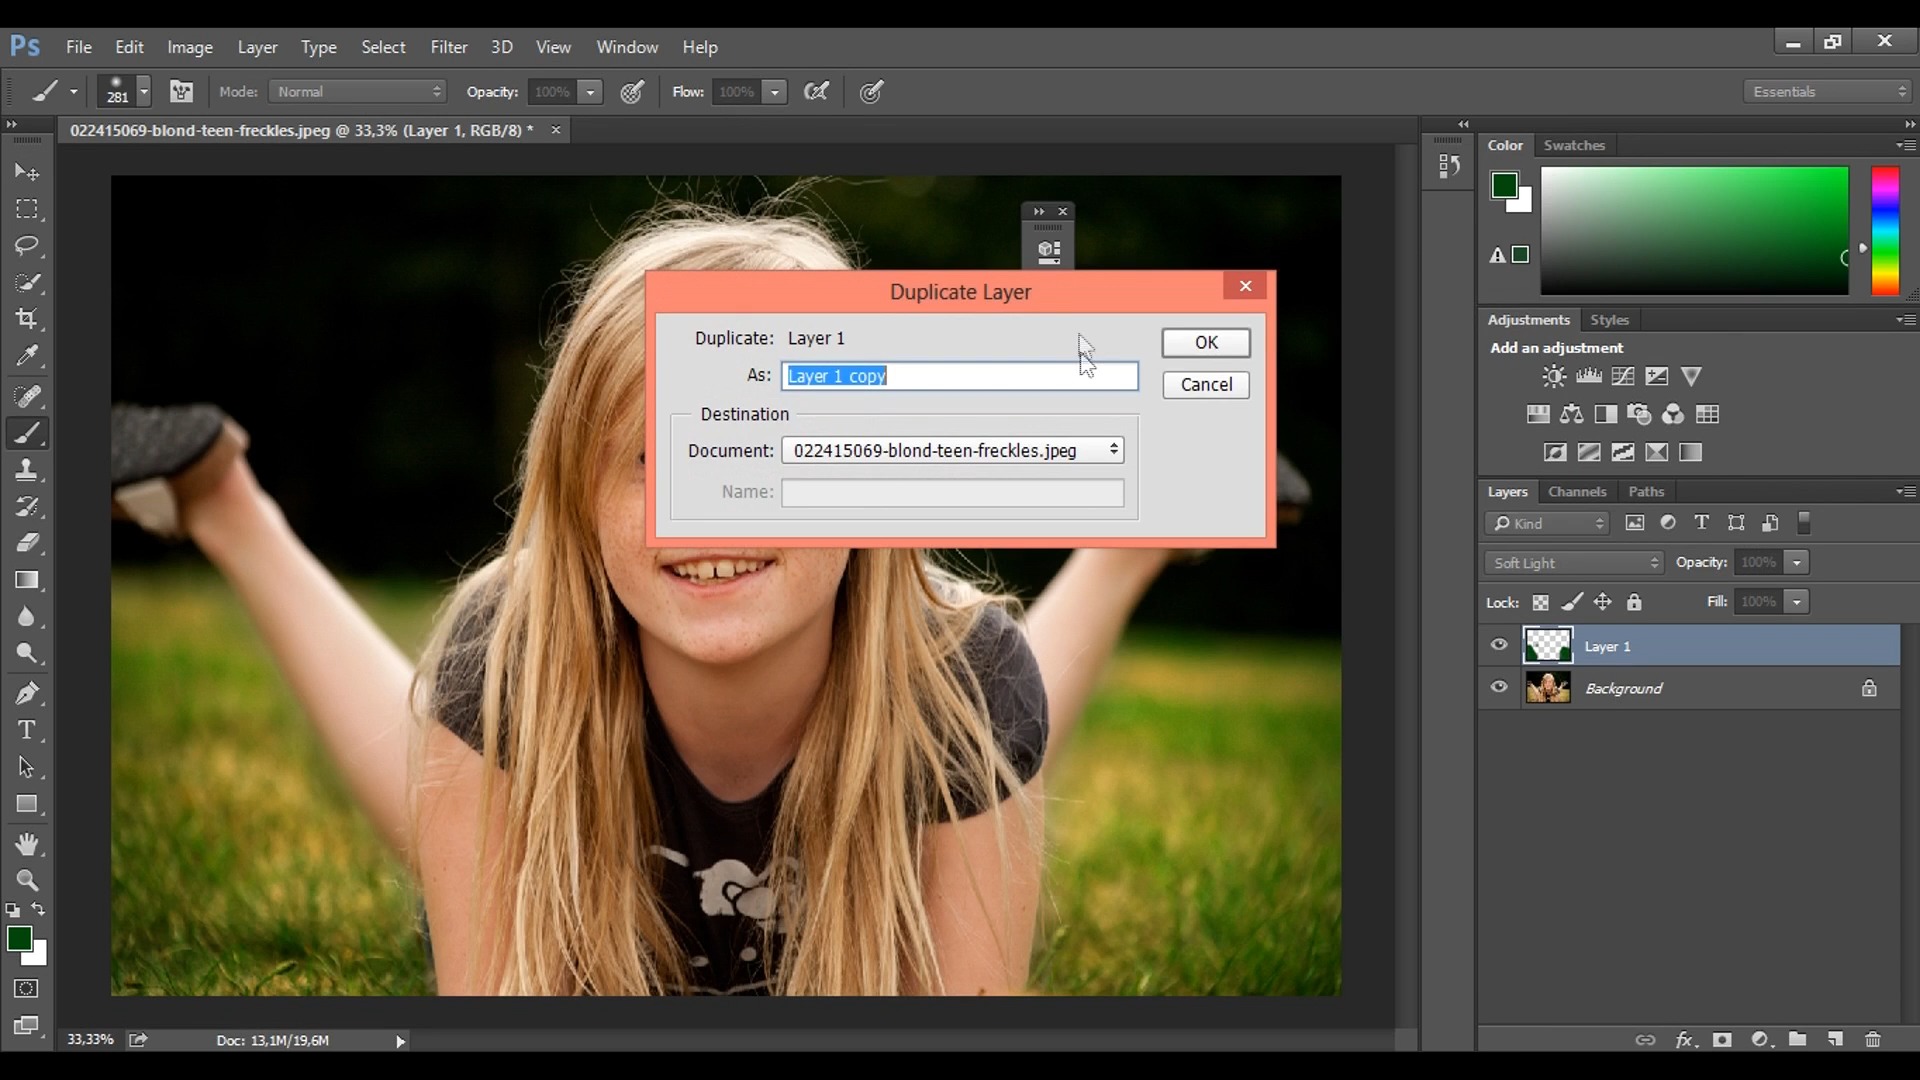 Ps File Edit Image Layer Type Select Filter 3D View Window Help
281 Mode: Normal Opacity: 100% Flow: 100% Essentials
022415069-blond-teen-freckles.jpeg @ 33,3% (Layer 1, RGB/8) *
Color Swatches
Duplicate Layer
Duplicate: Layer 1
OK
As: Layer 1 copy
Cancel
Destination
Document: 022415069-blond-teen-freckles.jpeg
Name:
Adjustments Styles
Add an adjustment
Layers Channels Paths
Kind
Soft Light Opacity: 100%
Lock: Fill: 100%
Layer 1
Background
33,33% Doc: 13,1M/19,6M